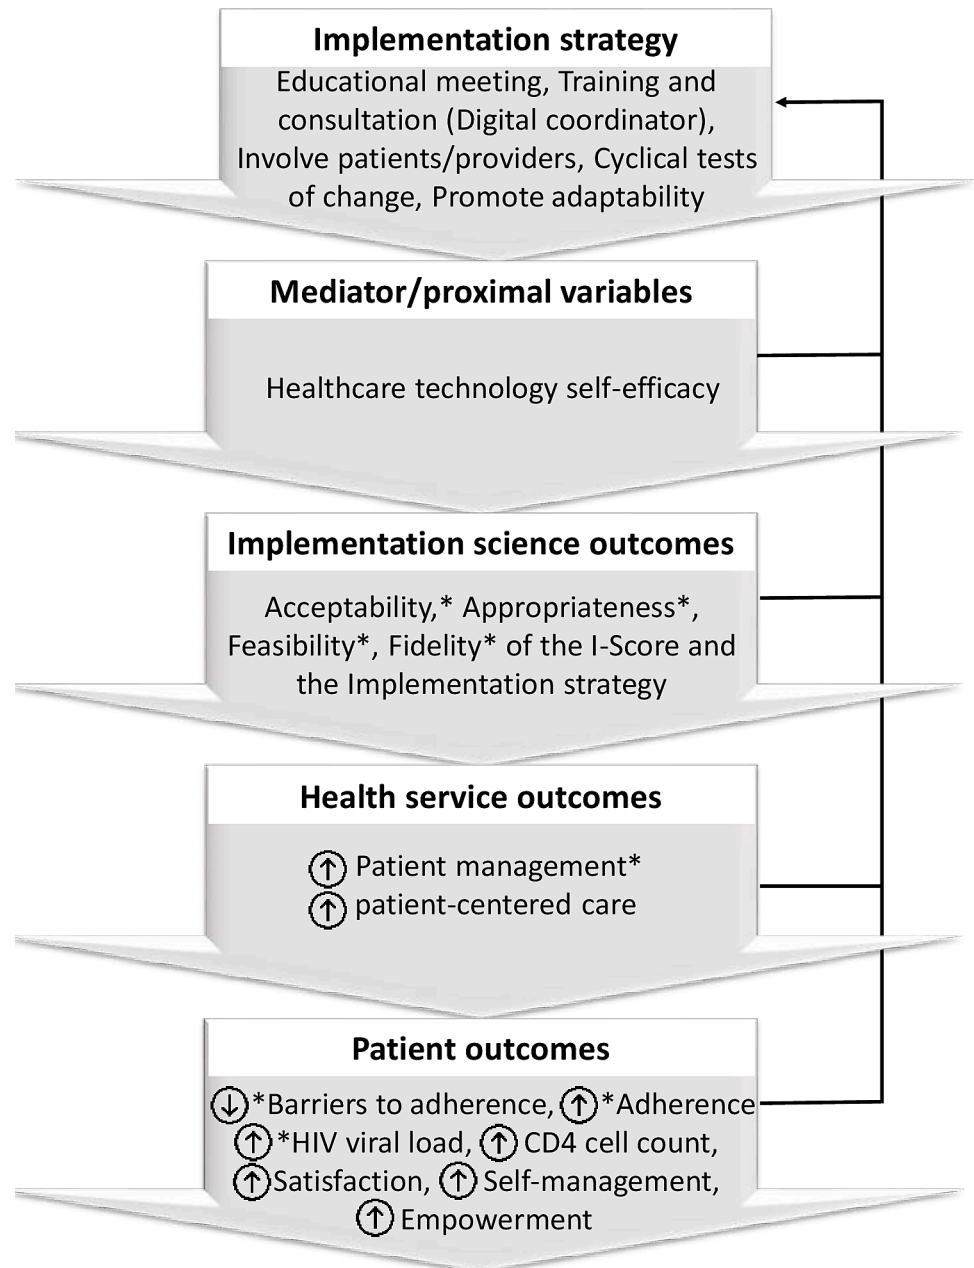 Implementation strategy
Educational meeting, Training and
consultation (Digital coordinator),
Involve patients/providers, Cyclical tests
of change, Promote adaptability
Mediator/proximal variables
Healthcare technology self-efficacy
Implementation science outcomes
Acceptability,* Appropriateness*,
Feasibility*, Fidelity* of the I-Score and
the Implementation strategy
Health service outcomes
↑ Patient management*
↑ patient-centered care
Patient outcomes
↓ *Barriers to adherence, ↑ *Adherence
↑ *HIV viral load, ↑ CD4 cell count,
↑ Satisfaction, ↑ Self-management,
↑ Empowerment